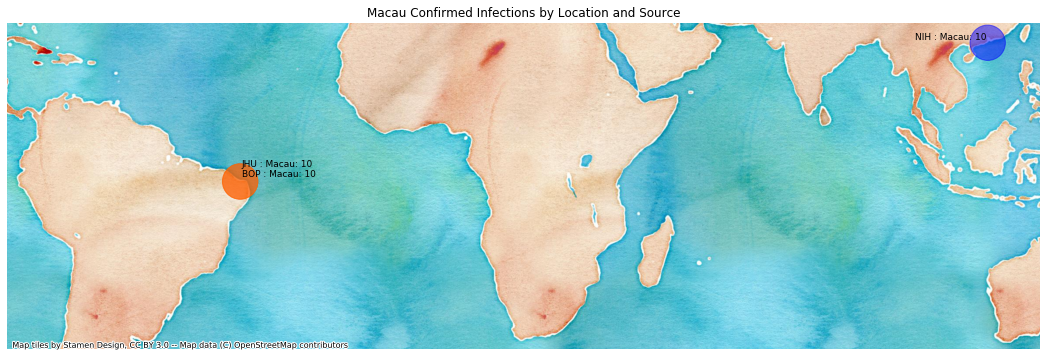 Macau Confirmed Infections by Location and Source
NIH : Macau: 10
JHU : Macau: 10
BOP : Macau: 10
Map tiles by Stamen Design, CC BY 3.0 -- Map data (C) OpenStreetMap contributors